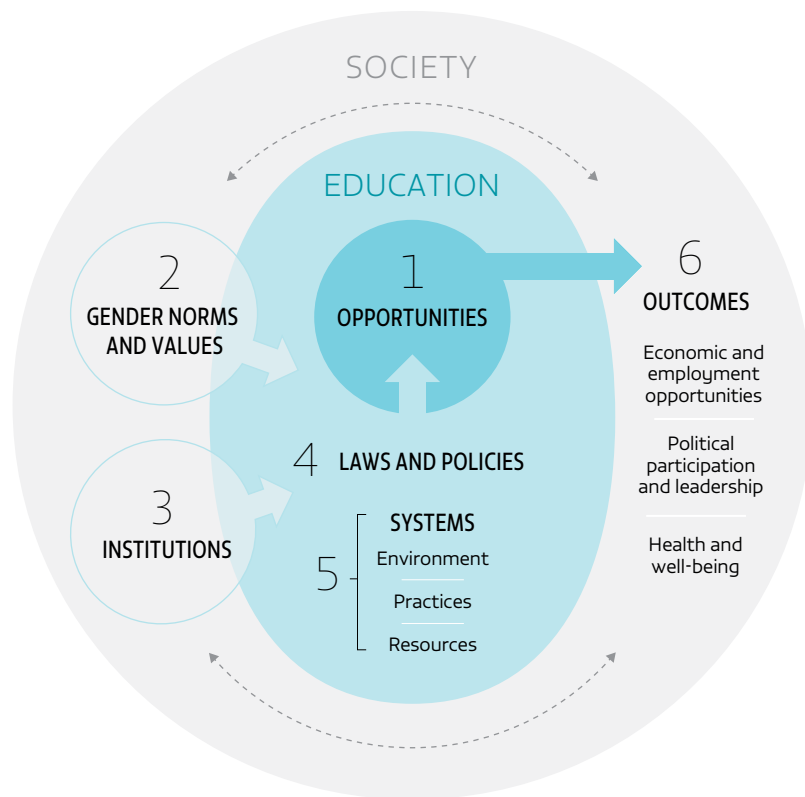 SOCIETY
EDUCATION
1
OPPORTUNITIES
2
GENDER NORMS
AND VALUES
3
INSTITUTIONS
4 LAWS AND POLICIES
5
SYSTEMS
Environment
Practices
Resources
6
OUTCOMES
Economic and
employment
opportunities
Political
participation
and leadership
Health and
well-being